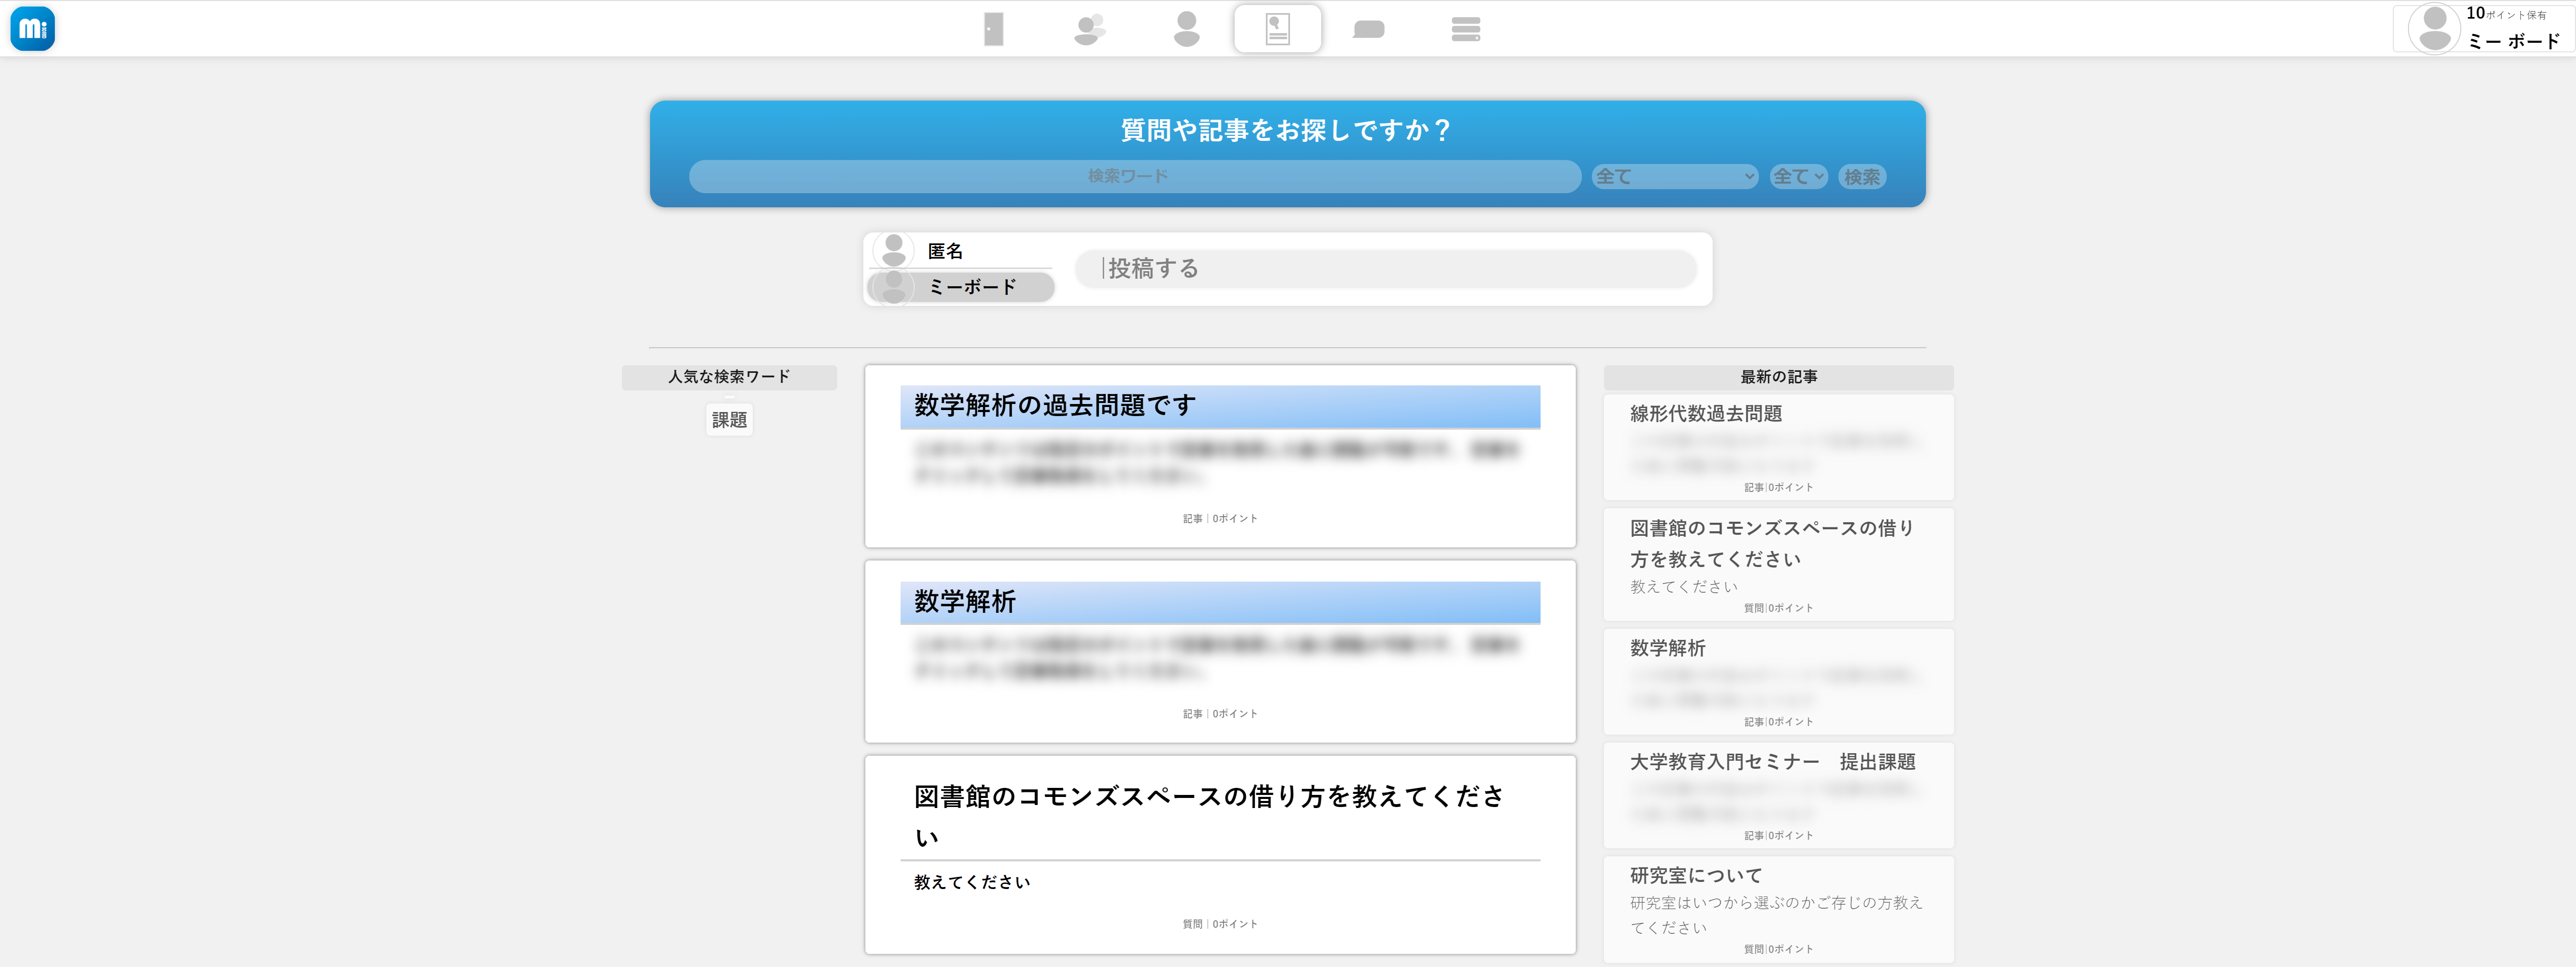 Mi
10ポイント保有
ミー ボード
質問や記事をお探しですか？
検索ワード
全て
全て
検索
匿名
ミーボード
投稿する
人気な検索ワード
課題
数学解析の過去問題です
記事｜0ポイント
数学解析
記事｜0ポイント
図書館のコモンズスペースの借り方を教えてくださ
い
教えてください
質問｜0ポイント
最新の記事
線形代数過去問題
記事|0ポイント
図書館のコモンズスペースの借り
方を教えてください
教えてください
質問|0ポイント
数学解析
記事|0ポイント
大学教育入門セミナー　提出課題
記事|0ポイント
研究室について
研究室はいつから選ぶのかご存じの方教え
てください
質問|0ポイント